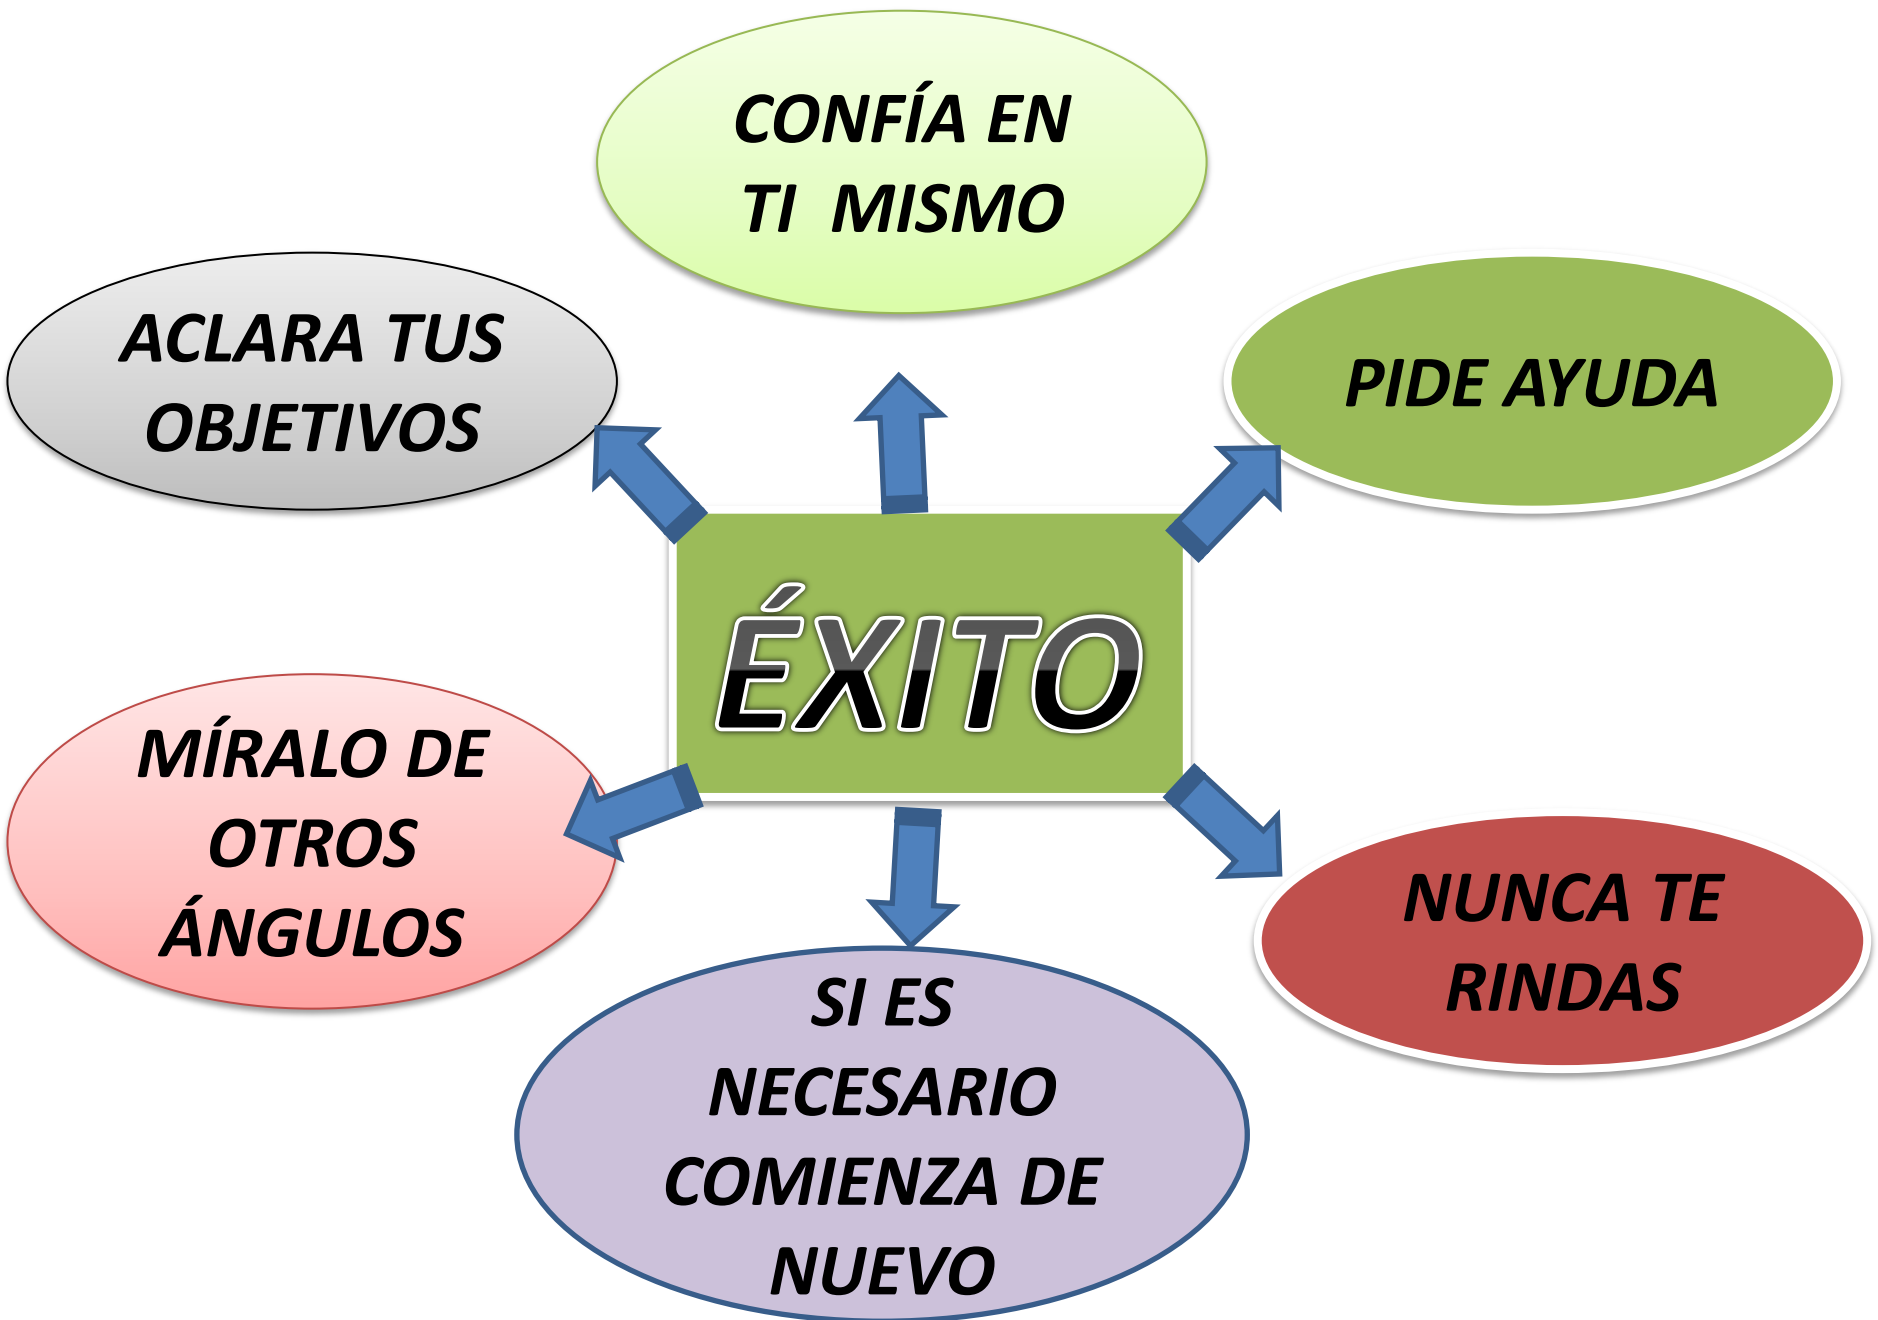 CONFÍA EN
TI  MISMO
ACLARA TUS
OBJETIVOS
PIDE AYUDA
ÉXITO
MÍRALO DE
OTROS
ÁNGULOS
NUNCA TE
RINDAS
SI ES
NECESARIO
COMIENZA DE
NUEVO